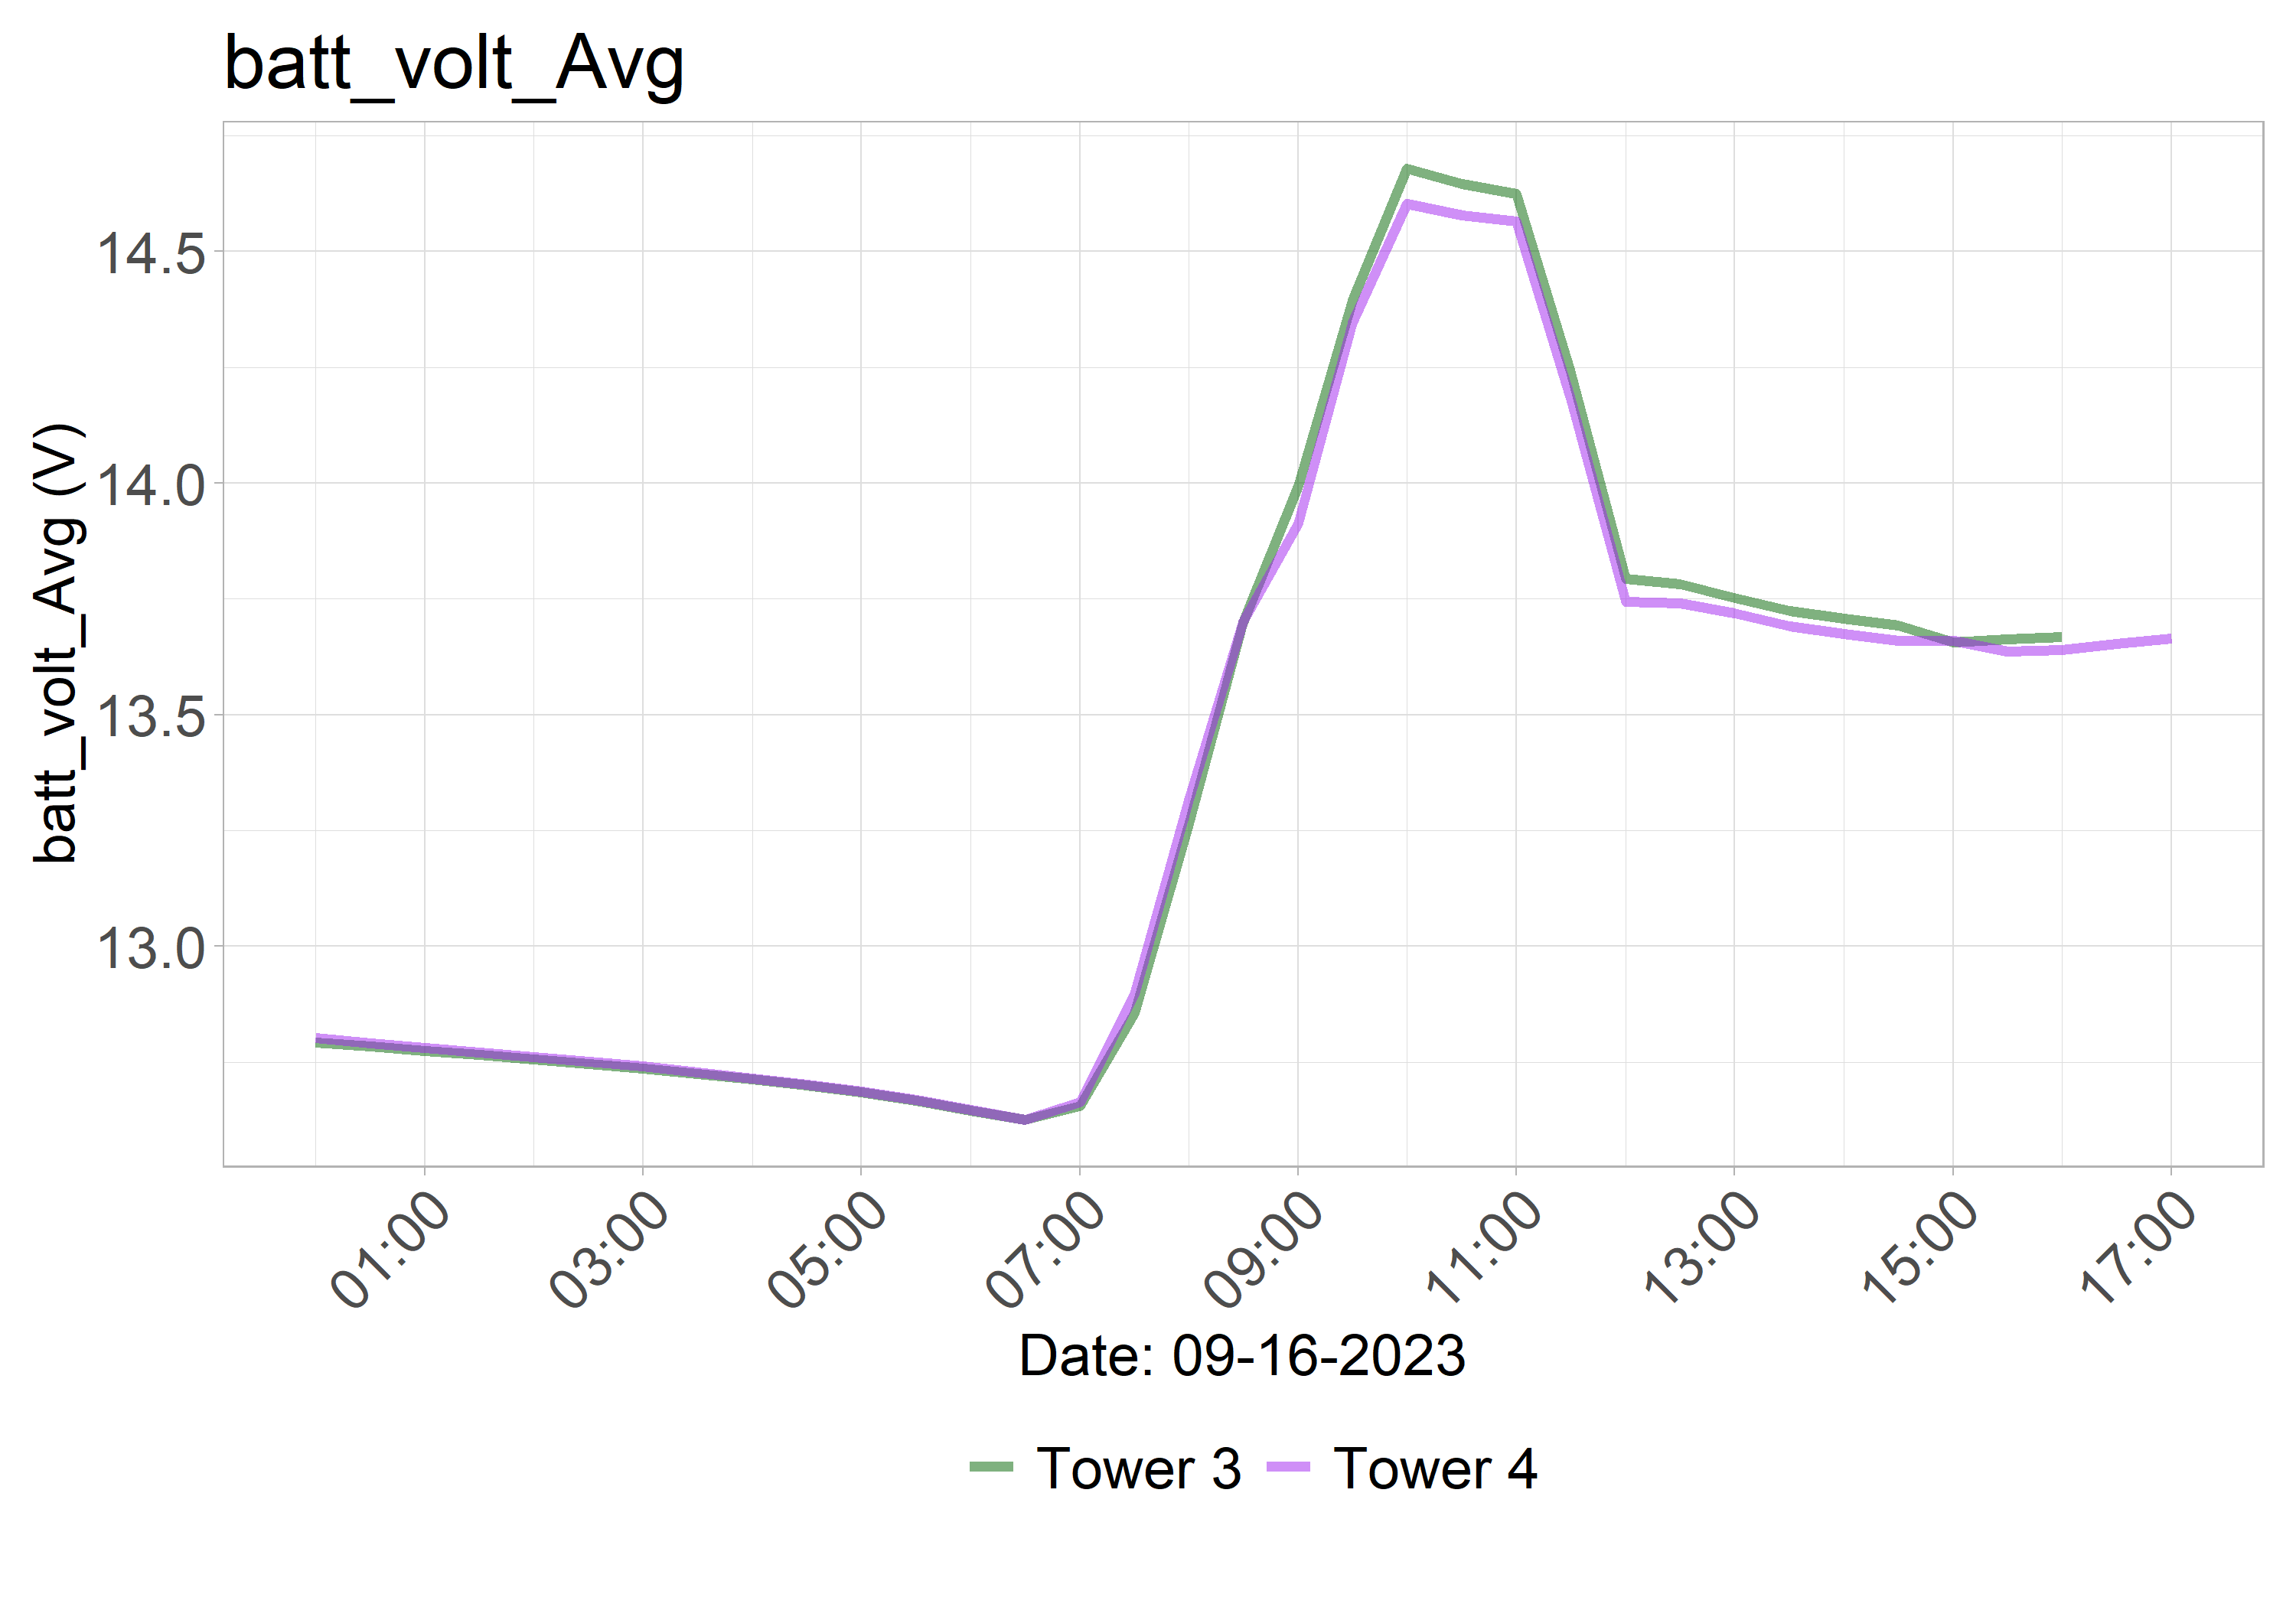 batt_volt_Avg
batt_volt_Avg (V)
14.5
14.0
13.5
13.0
01:00 03:00 05:00 07:00 09:00 11:00 13:00 15:00 17:00
Date: 09-16-2023
Tower 3 Tower 4